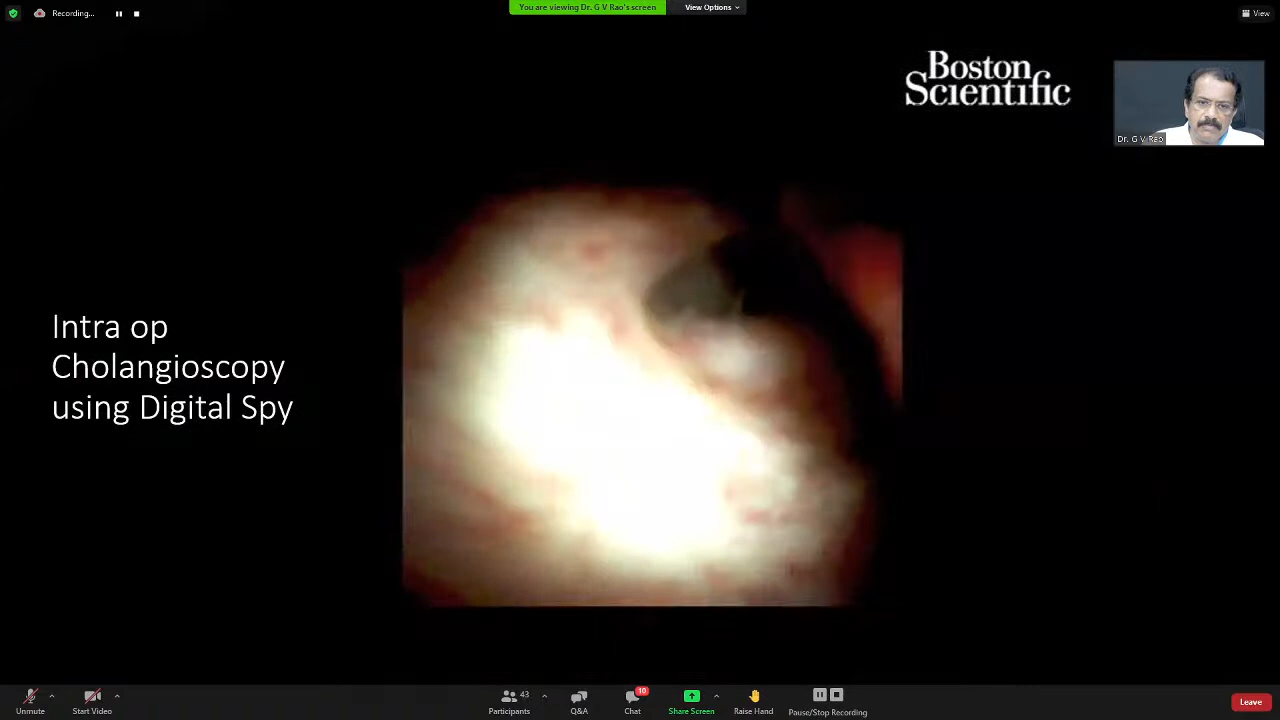 Recording...
You are viewing Dr. G V Rao's screen
View Options
View
Boston
Scientific
Dr. G V Rao
Intra op
Cholangioscopy
using Digital Spy
Unmute
Start Video
43
Participants
Q&A
10
Chat
Share Screen
Raise Hand
Pause/Stop Recording
Leave